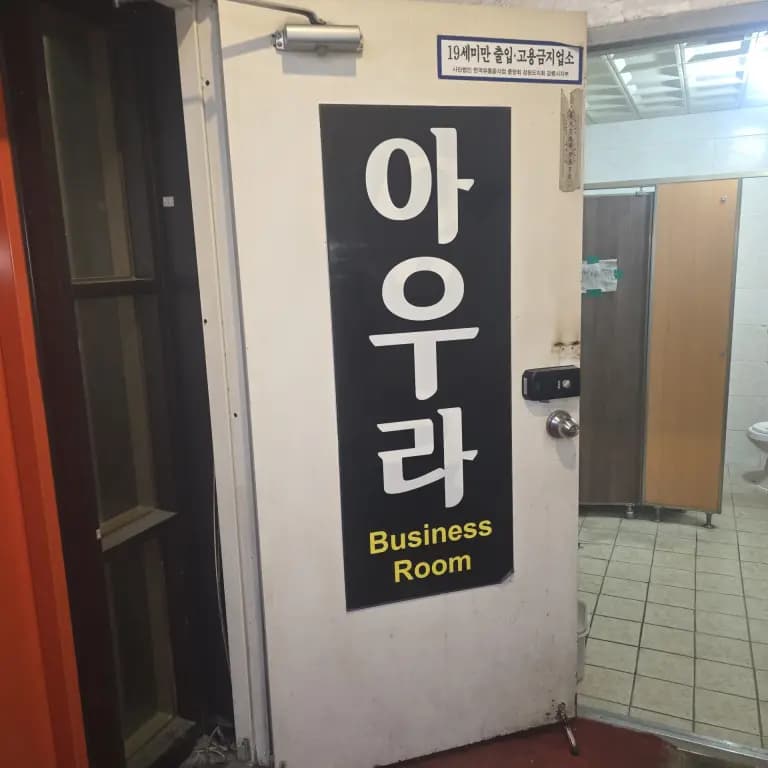 19세미만 출입·고용금지업소
아우라
Business
Room